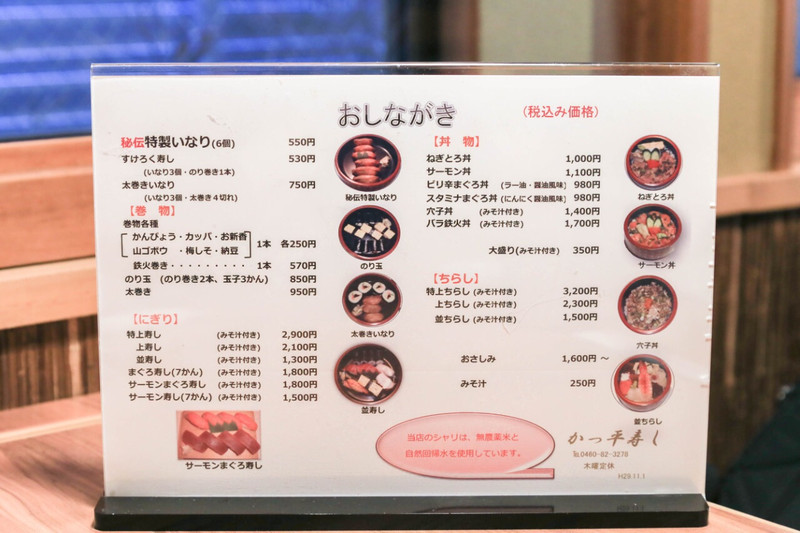 おしながき （税込み価格）
秘伝特製いなり(6個) 550円
すけろく寿し 530円
（いなり3個・のり巻き1本）
太巻きいなり 750円
（いなり3個・太巻き４切れ）
【巻　物】
巻物各種
かんぴょう・カッパ・お新香
山ゴボウ ・梅しそ・納豆
1本 各250円
鉄火巻き・・・・・・・・・ 1本 570円
のり玉 (のり巻き2本、玉子3かん) 850円
太巻き 950円
【にぎり】
特上寿し (みそ汁付き) 2,900円
上寿し (みそ汁付き) 2,100円
並寿し (みそ汁付き) 1,300円
まぐろ寿し(7かん) (みそ汁付き) 1,800円
サーモンまぐろ寿し (みそ汁付き) 1,800円
サーモン寿し(7かん) (みそ汁付き) 1,500円
サーモンまぐろ寿し
秘伝特製いなり
のり玉
太巻きいなり
並寿し
【丼　物】
ねぎとろ丼 1,000円
サーモン丼 1,100円
ピリ辛まぐろ丼 （ラー油・醤油風味） 980円
スタミナまぐろ丼 (にんにく醤油風味) 980円
穴子丼 (みそ汁付き) 1,400円
バラ鉄火丼 (みそ汁付き) 1,700円
大盛り(みそ汁付き) 350円
【ちらし】
特上ちらし (みそ汁付き) 3,200円
上ちらし (みそ汁付き) 2,300円
並ちらし (みそ汁付き) 1,500円
おさしみ 1,600円 ～
みそ汁 250円
ねぎとろ丼
サーモン丼
穴子丼
並ちらし
当店のシャリは、無農薬米と
自然回帰水を使用しています。
かっ平寿し
℡0460-82-3278
木曜定休
H29.11.1